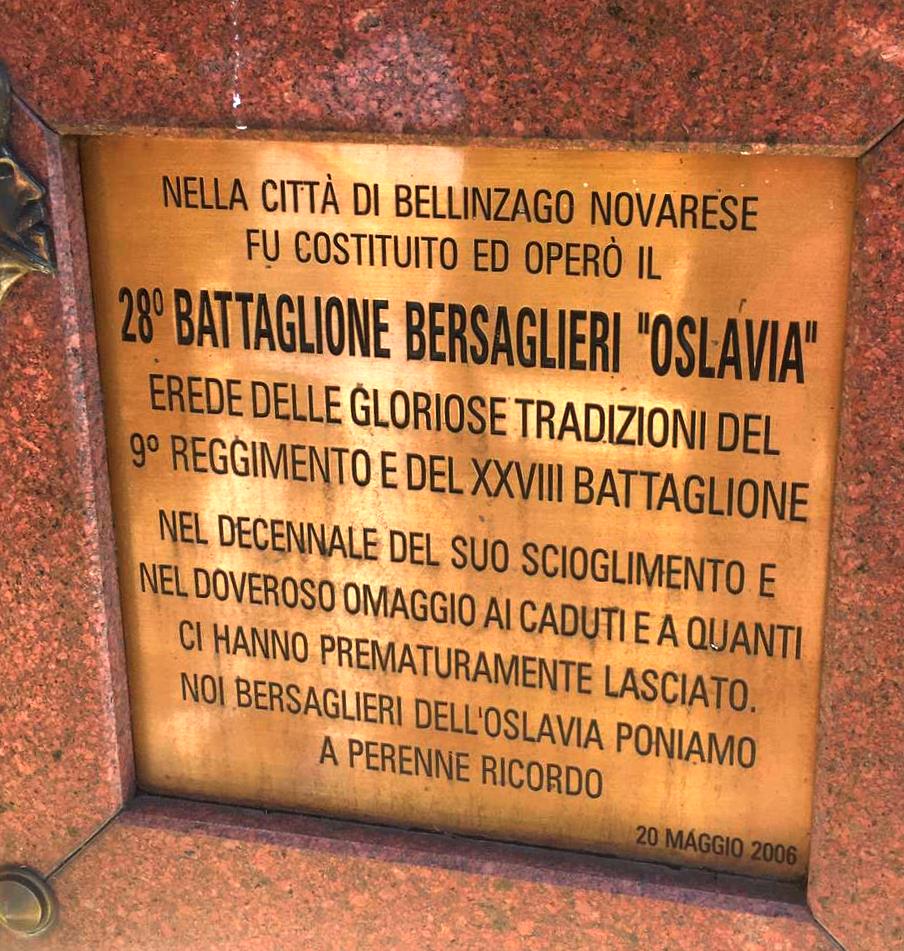 NELLA CITTÀ DI BELLINZAGO NOVARESE
FU COSTITUITO ED OPERÒ IL
28º BATTAGLIONE BERSAGLIERI "OSLAVIA"
EREDE DELLE GLORIOSE TRADIZIONI DEL
9º REGGIMENTO E DEL XXVIII BATTAGLIONE
NEL DECENNALE DEL SUO SCIOGLIMENTO E
NEL DOVEROSO OMAGGIO AI CADUTI E A QUANTI
CI HANNO PREMATURAMENTE LASCIATO.
NOI BERSAGLIERI DELL'OSLAVIA PONIAMO
A PERENNE RICORDO
20 MAGGIO 2006